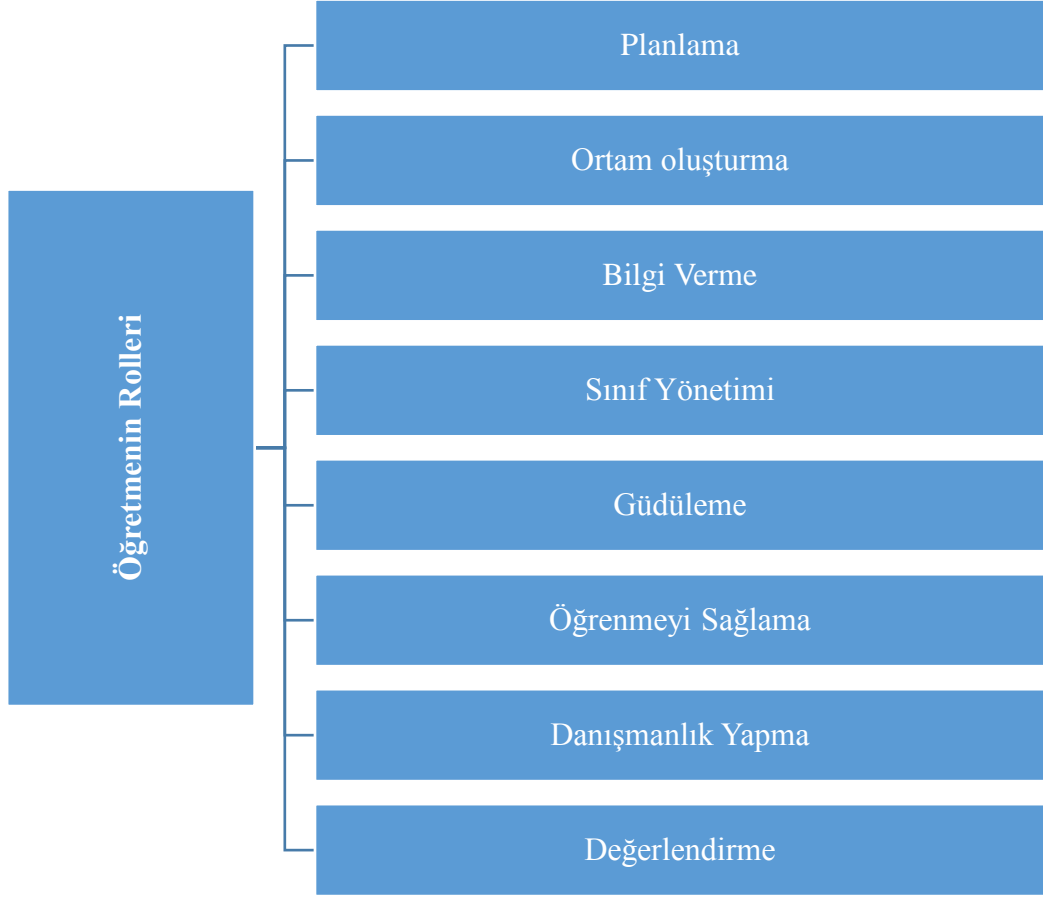 Öğretmenin Rolleri
Planlama
Ortam oluşturma
Bilgi Verme
Sınıf Yönetimi
Güdüleme
Öğrenmeyi Sağlama
Danışmanlık Yapma
Değerlendirme